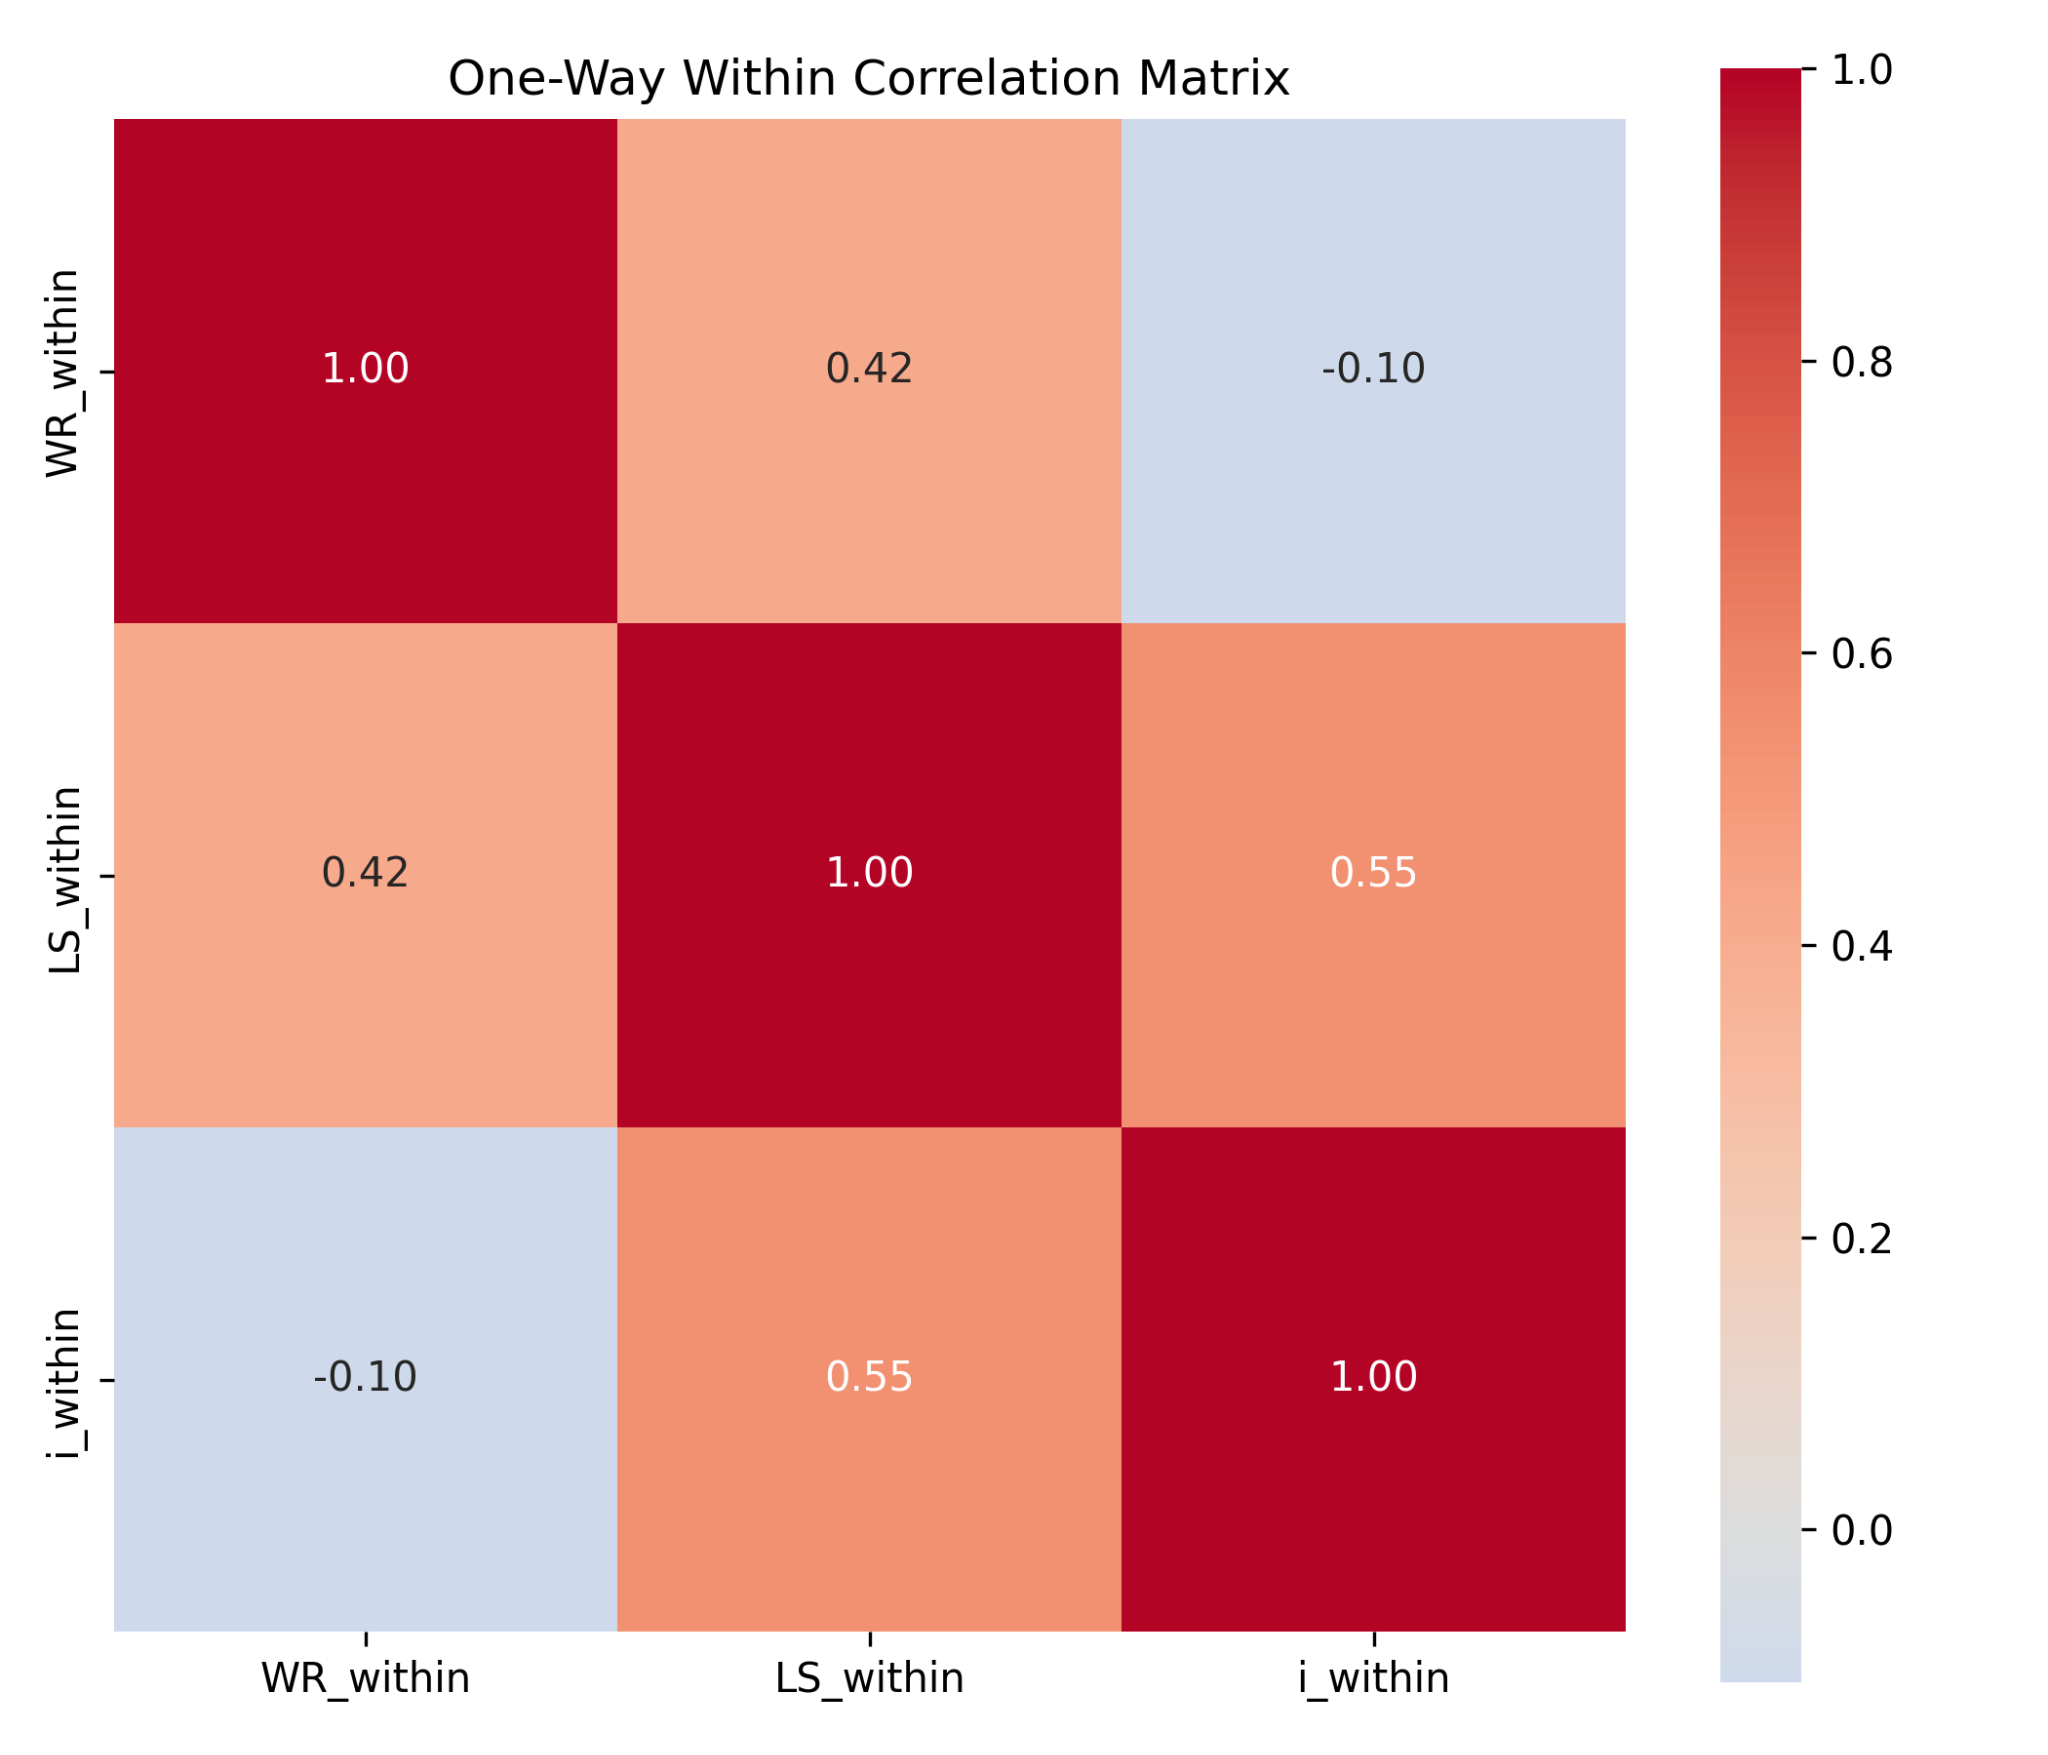 One-Way Within Correlation Matrix
WR_within 1.00 0.42 -0.10
LS_within 0.42 1.00 0.55
i_within -0.10 0.55 1.00
WR_within LS_within i_within
1.0
0.8
0.6
0.4
0.2
0.0